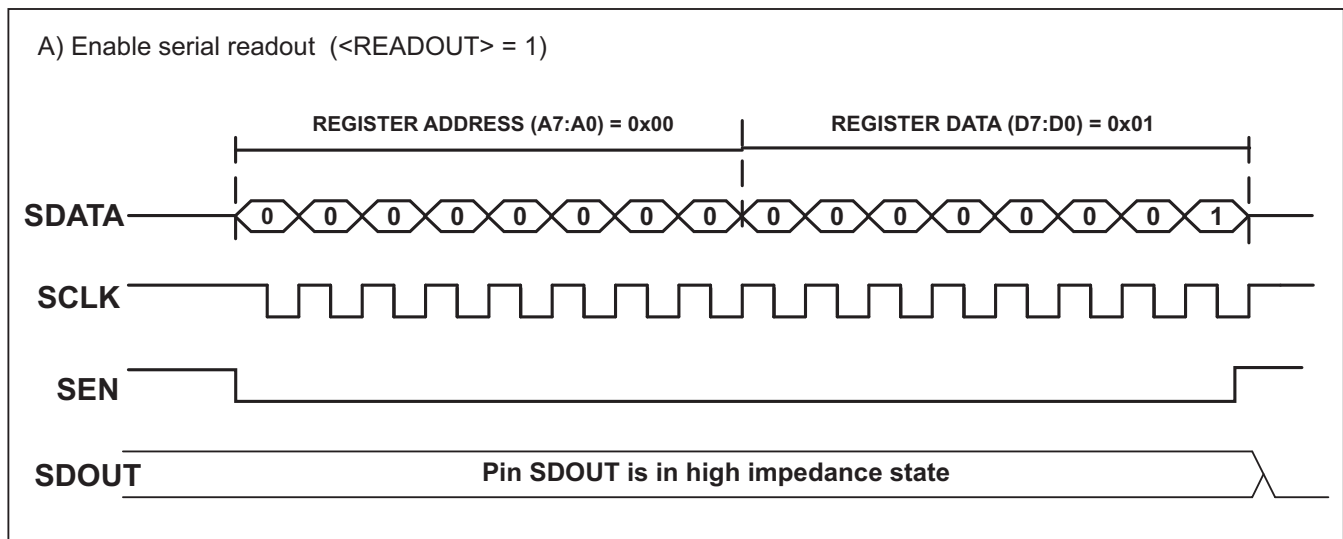 A) Enable serial readout (<READOUT> = 1)
REGISTER ADDRESS (A7:A0) = 0x00 REGISTER DATA (D7:D0) = 0x01
SDATA 0 0 0 0 0 0 0 0 0 0 0 0 0 0 0 1
SCLK
SEN
SDOUT Pin SDOUT is in high impedance state